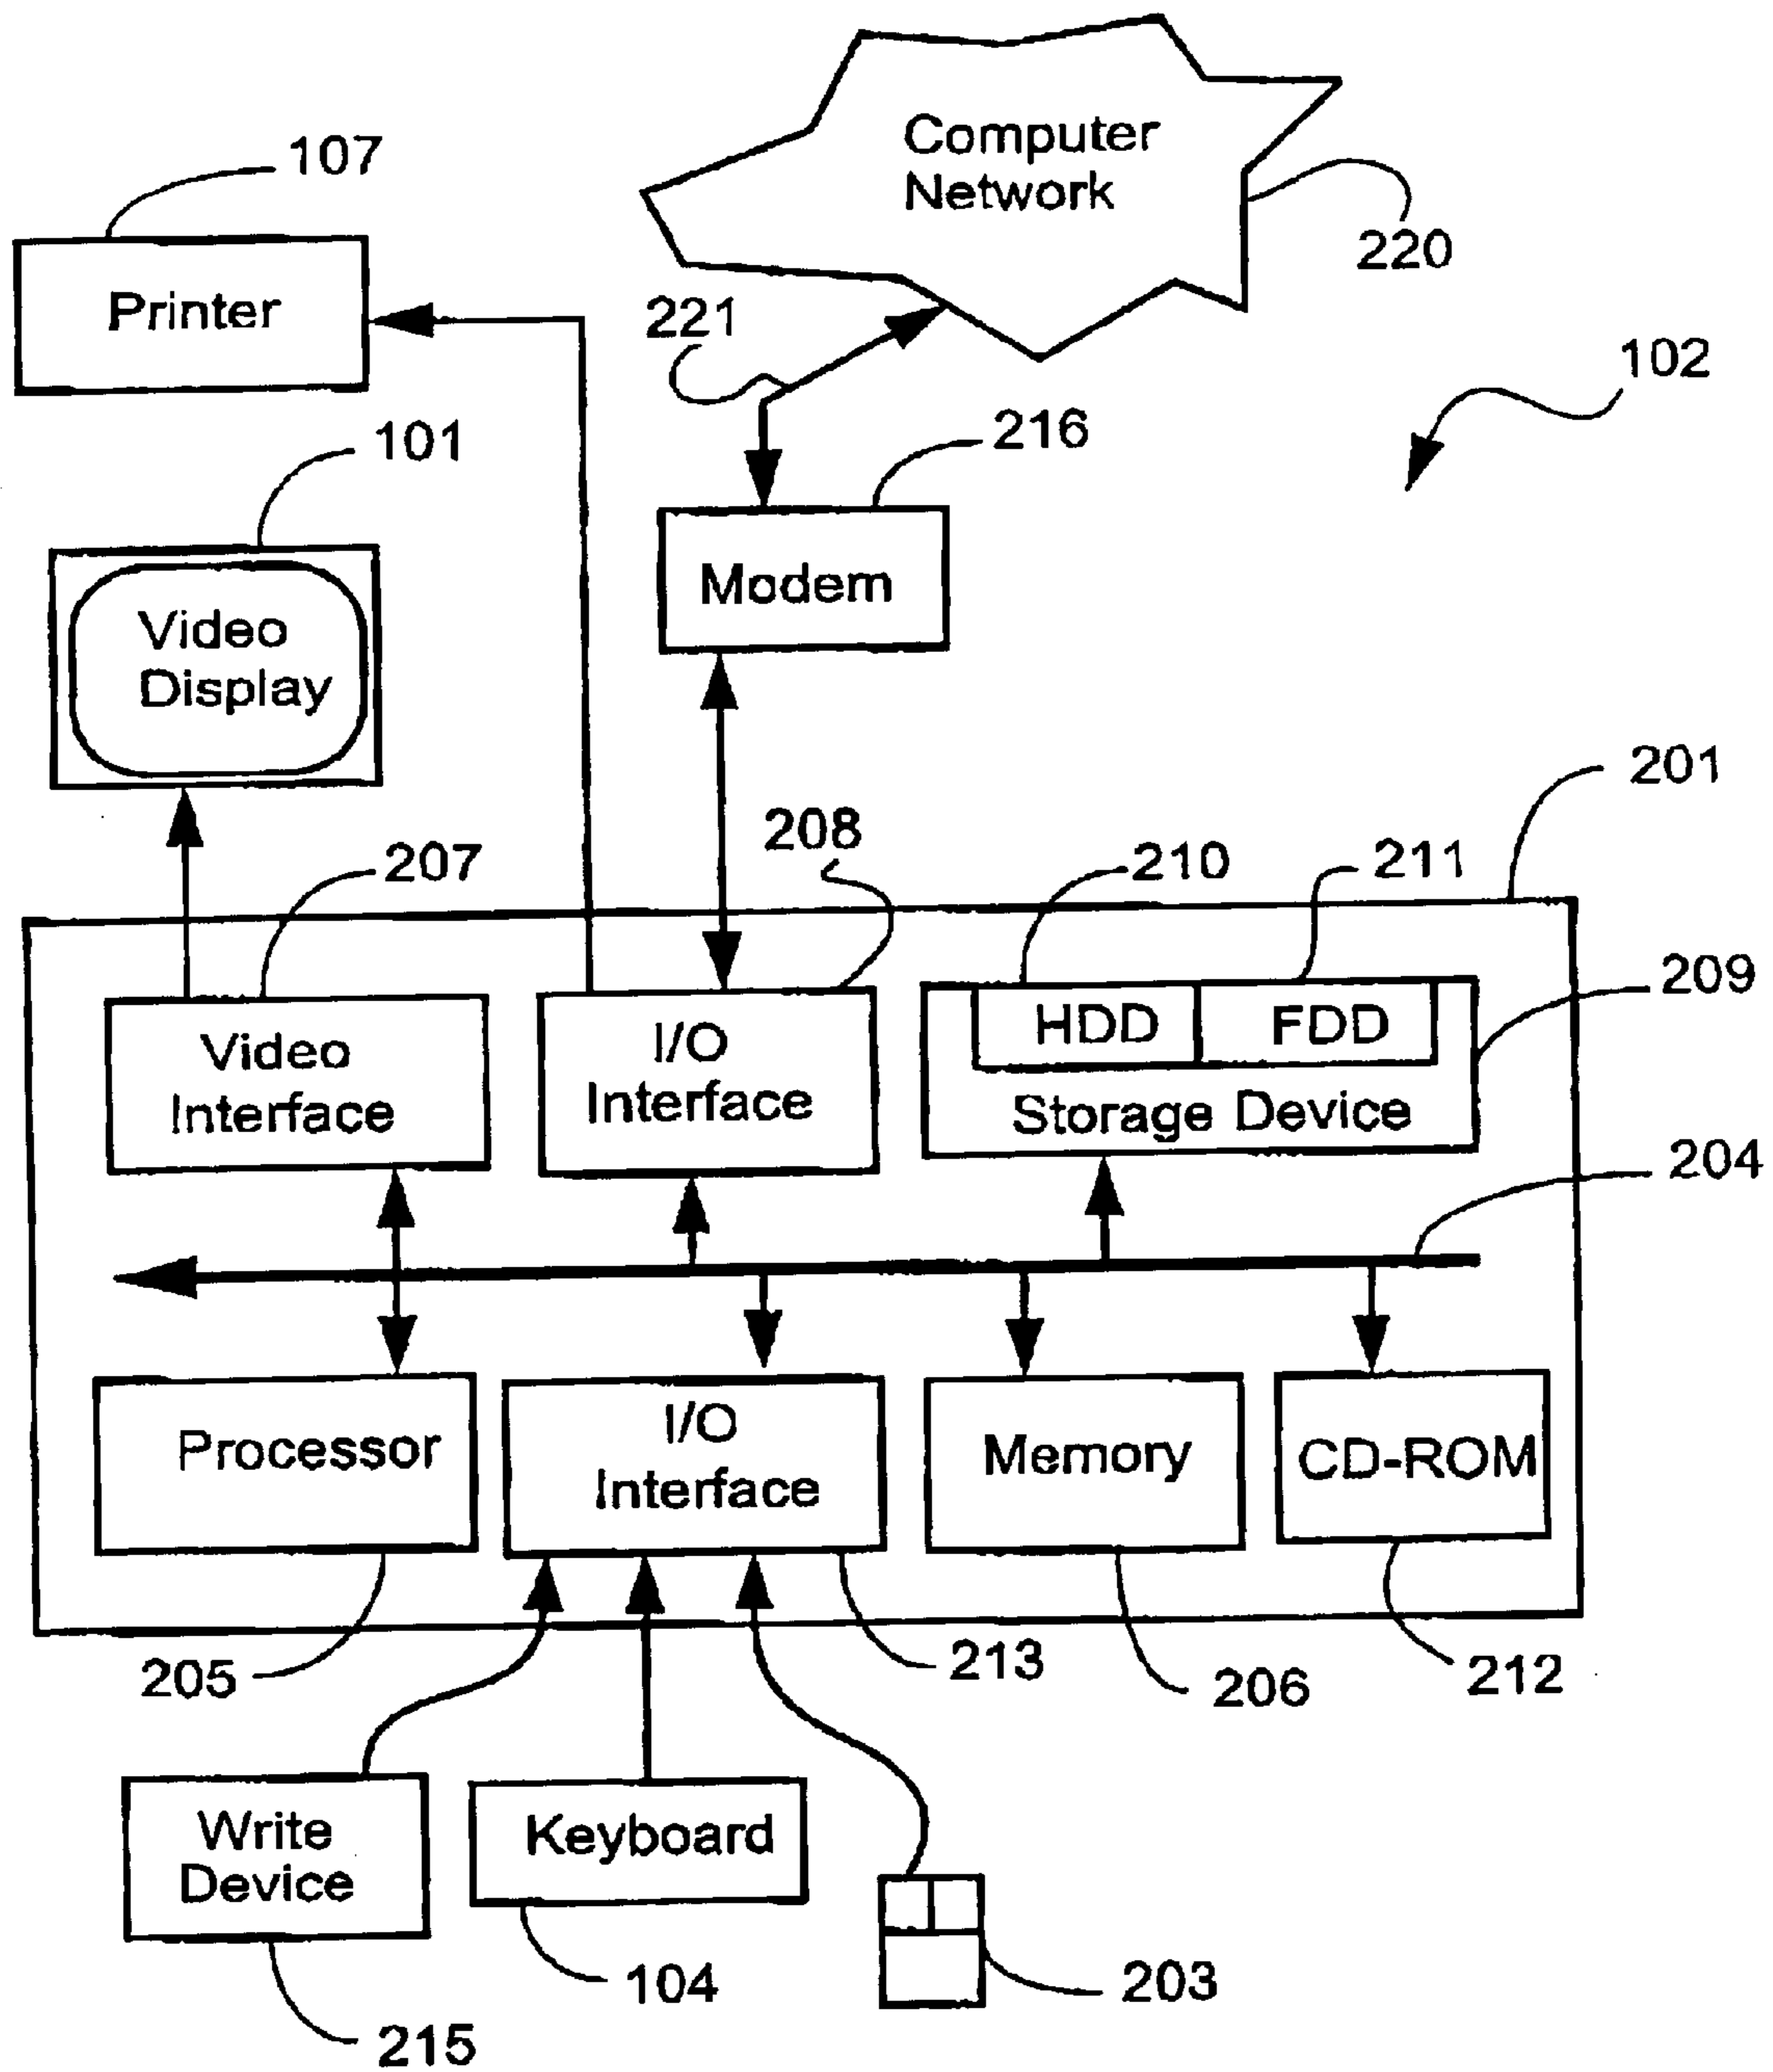 Computer
Network
107
220
Printer
221
102
101
216
Modem
Video
Display
201
208
207
210
211
209
HDD
FDD
I/O
Interface
Video
Interface
Storage Device
204
I/O
Interface
Processor
Memory
CD-ROM
205
213
206
212
Write
Device
Keyboard
104
203
215